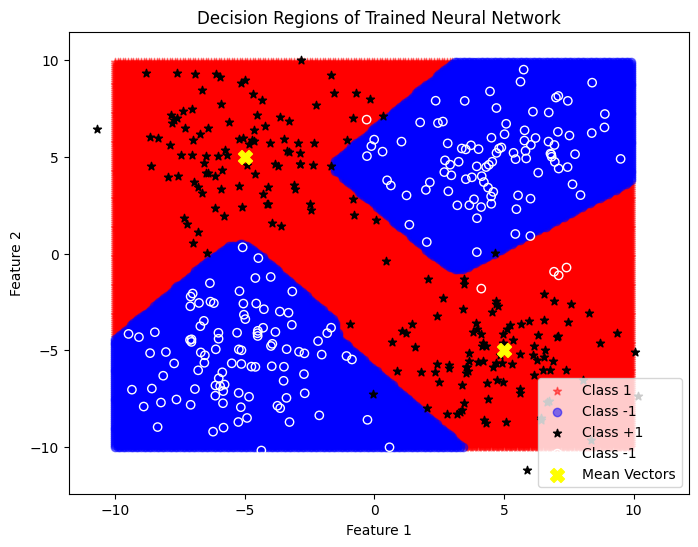 Decision Regions of Trained Neural Network
10
5
0
−5
−10
Feature 2
−10 −5 0 5 10
Feature 1
Class 1
Class -1
Class +1
Class -1
Mean Vectors